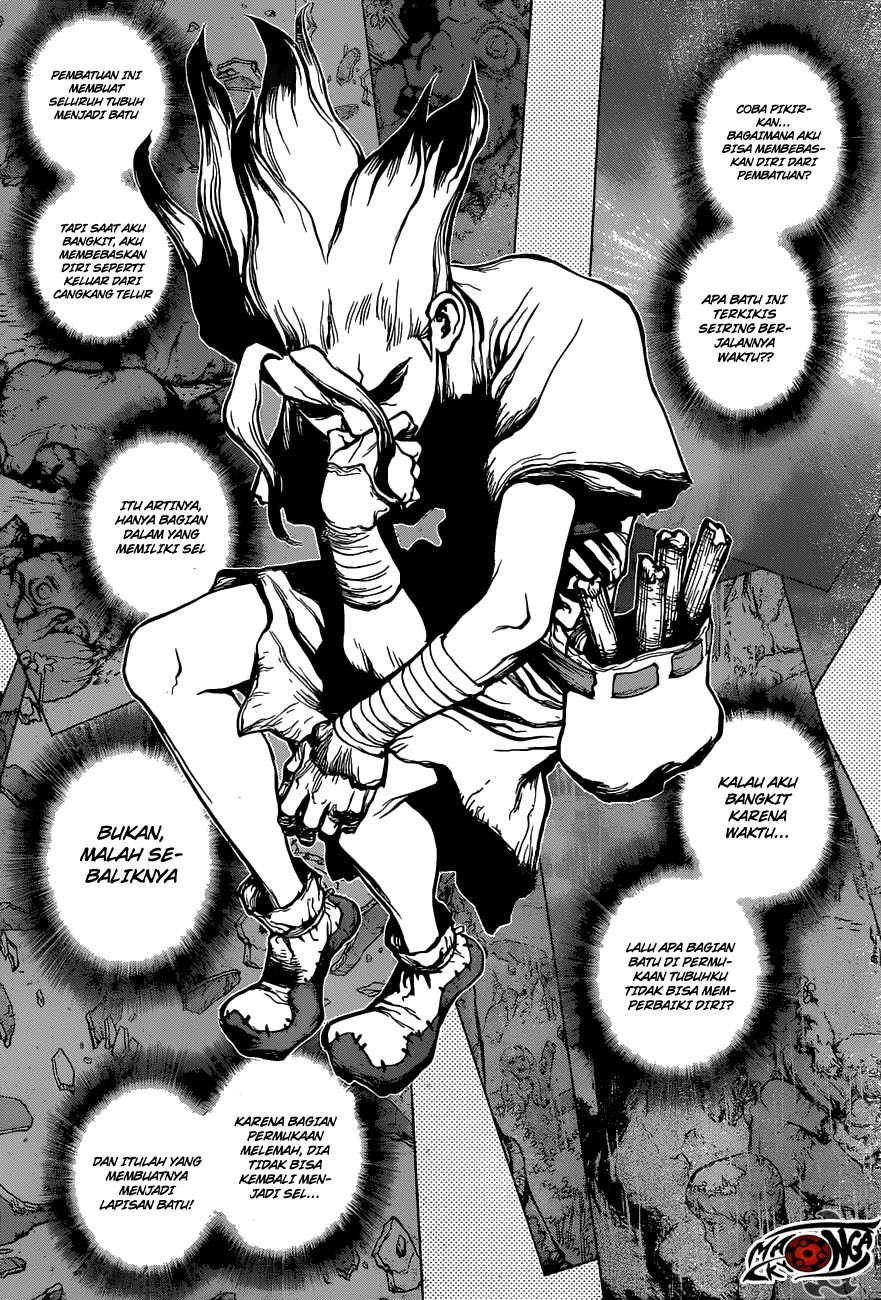 COBA PIKIR-
KAN...
BAGAIMANA AKU
BISA MEMBEBAS-
KAN DIRI DARI
PEMBATUAN?
APA BATU INI
TERKIKIS
SEIRING BER-
JALANNYA
WAKTU??
PEMBATUAN INI
MEMBUAT
SELURUH TUBUH
MENJADI BATU
TAPI SAAT AKU
BANGKIT, AKU
MEMBEBASKAN
DIRI SEPERTI
KELUAR DARI
CANGKANG TELUR
ITU ARTINYA,
HANYA BAGIAN
DALAM YANG
MEMILIKI SEL
KALAU AKU
BANGKIT
KARENA
WAKTU...
LALU APA BAGIAN
BATU DI PERMU-
KAAN TUBUHKU
TIDAK BISA MEM-
PERBAIKI DIRI?
BUKAN,
MALAH SE-
BALIKNYA
KARENA BAGIAN
PERMUKAAN
MELEMAH, DIA
TIDAK BISA
KEMBALI MEN-
JADI SEL...
DAN ITULAH YANG
MEMBUATNYA
MENJADI
LAPISAN BATU!
MANGA
KU